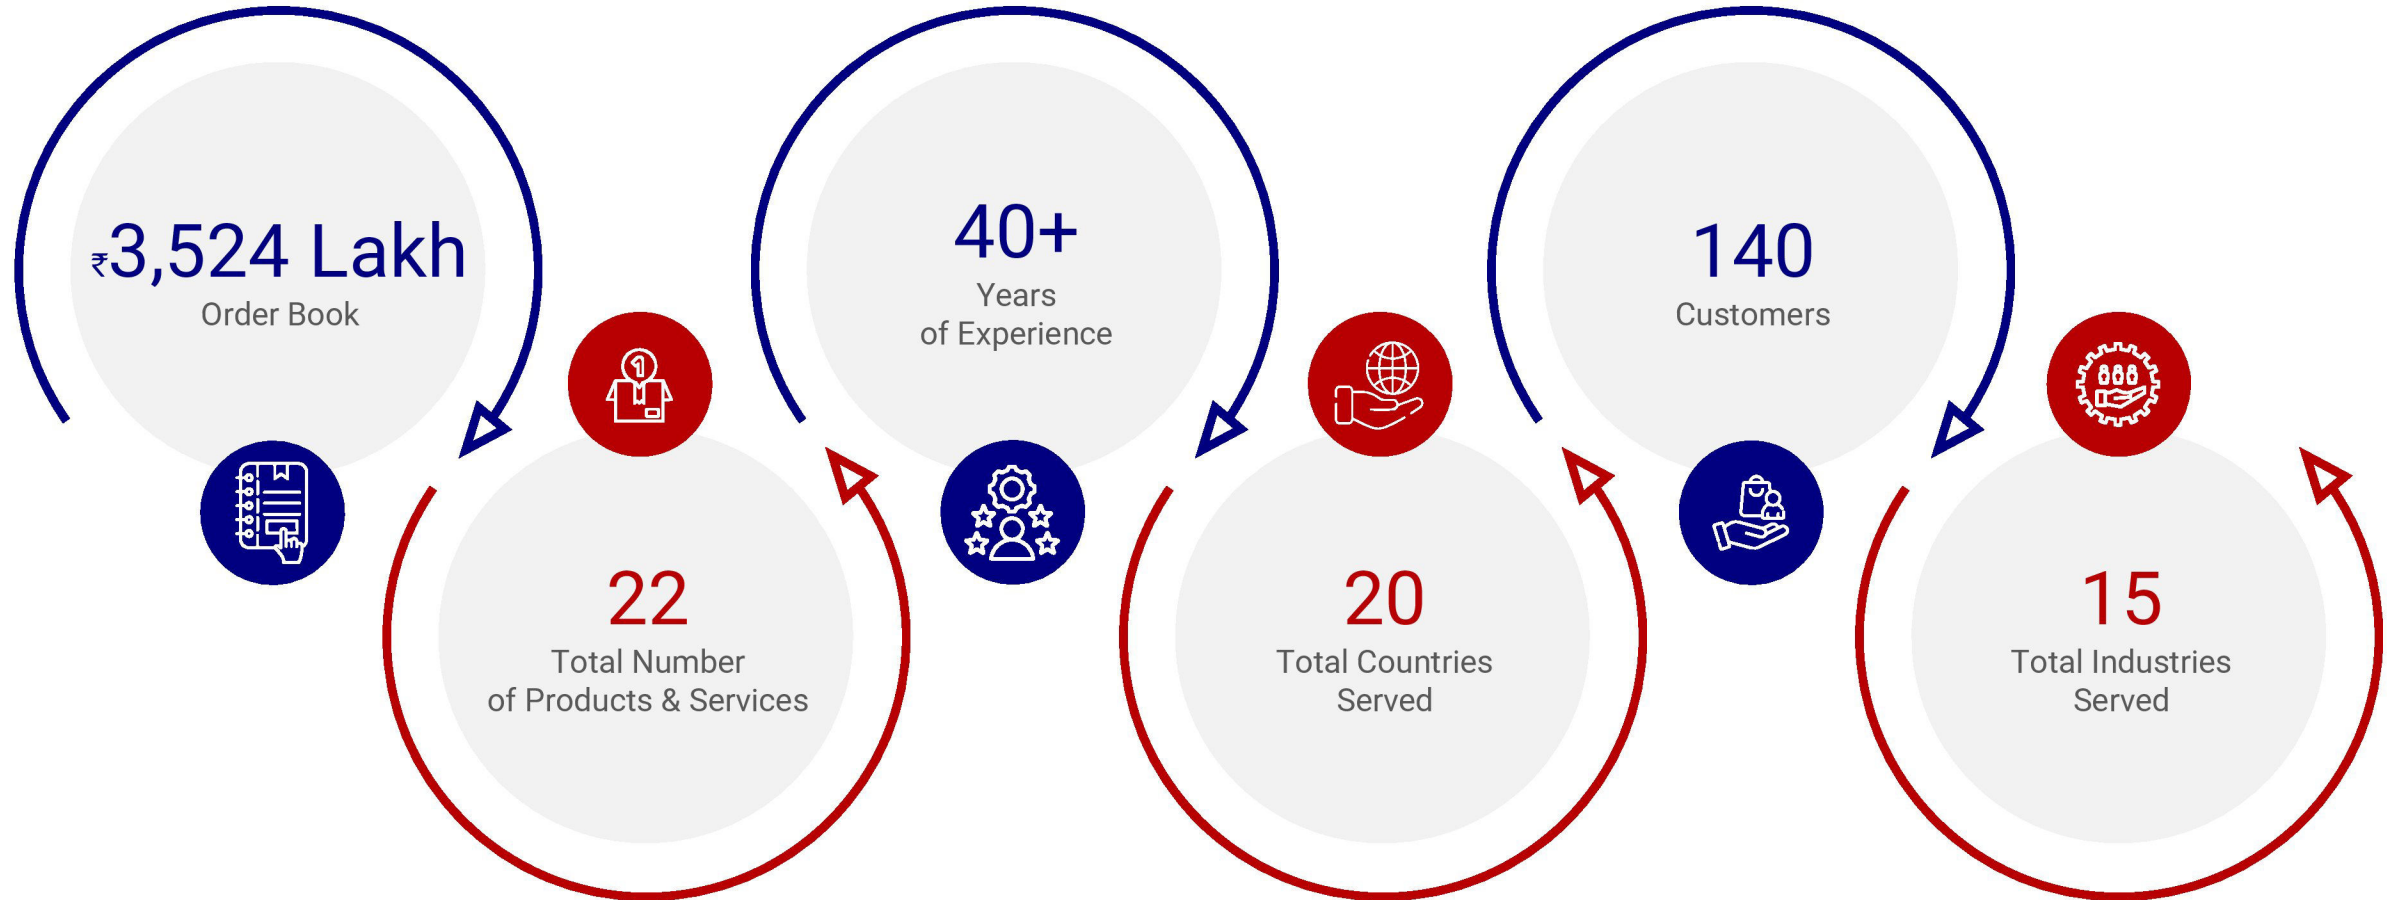 ₹3,524 Lakh
Order Book
22
Total Number
of Products & Services
40+
Years
of Experience
20
Total Countries
Served
140
Customers
15
Total Industries
Served